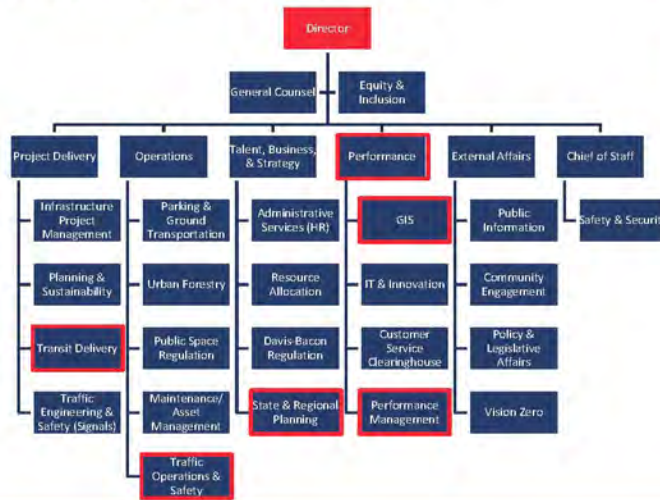 Director
General Counsel
Equity &
Inclusion
Project Delivery
Operations
Talent, Business,
& Strategy
Performance
External Affairs
Chief of Staff
Infrastructure
Project
Management
Parking &
Ground
Transportation
Administrative
Services (HR)
GIS
Public
Information
Safety & Securit
Planning &
Sustainability
Urban Forestry
Resource
Allocation
IT & Innovation
Community
Engagement
Transit Delivery
Public Space
Regulation
Davis-Bacon
Regulation
Customer
Service
Clearinghouse
Policy &
Legislative
Affairs
Traffic
Engineering &
Safety (Signals)
Maintenance/
Asset
Management
State & Regional
Planning
Performance
Management
Vision Zero
Traffic
Operations &
Safety